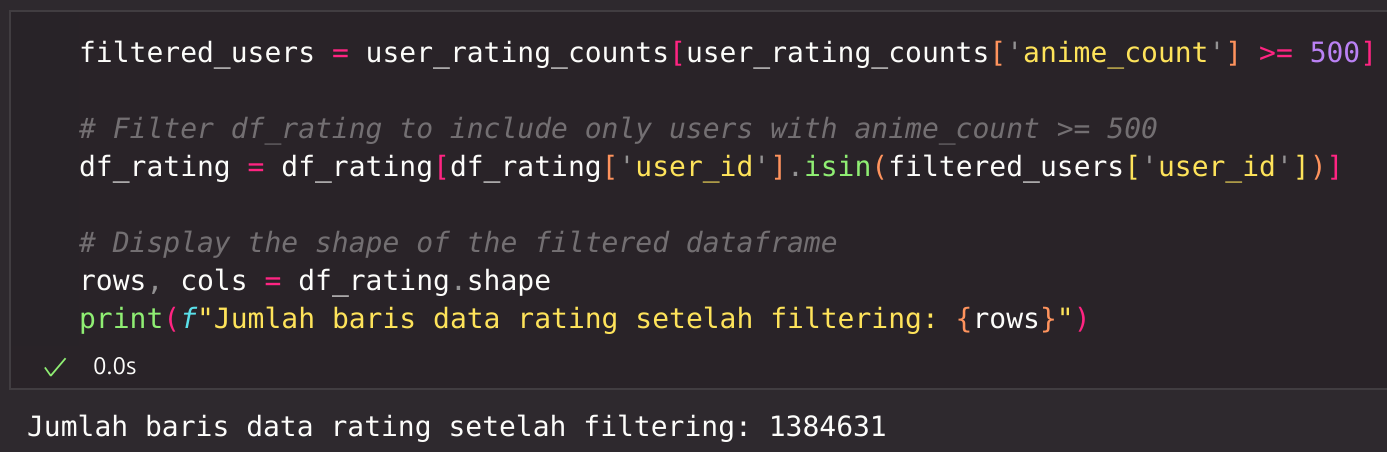 filtered_users = user_rating_counts[user_rating_counts['anime_count'] >= 500]
# Filter df_rating to include only users with anime_count >= 500
df_rating = df_rating[df_rating['user_id'].isin(filtered_users['user_id'])]
# Display the shape of the filtered dataframe
rows, cols = df_rating.shape
print(f"Jumlah baris data rating setelah filtering: {rows}")
0.0s
Jumlah baris data rating setelah filtering: 1384631